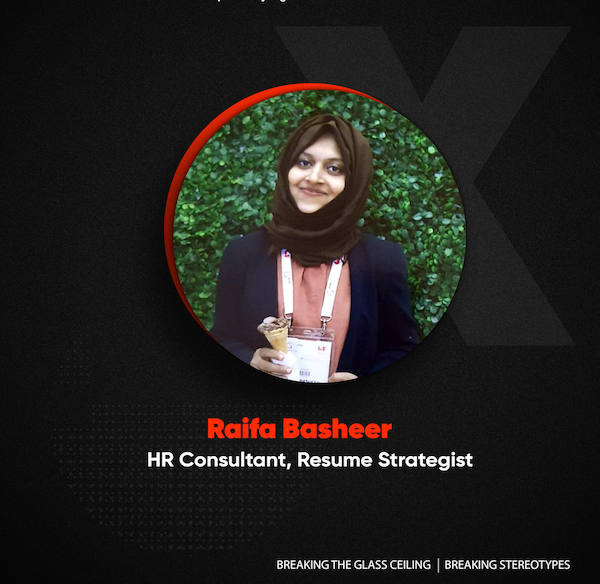 Raifa Basheer
HR Consultant, Resume Strategist
BREAKING THE GLASS CEILING | BREAKING STEREOTYPES